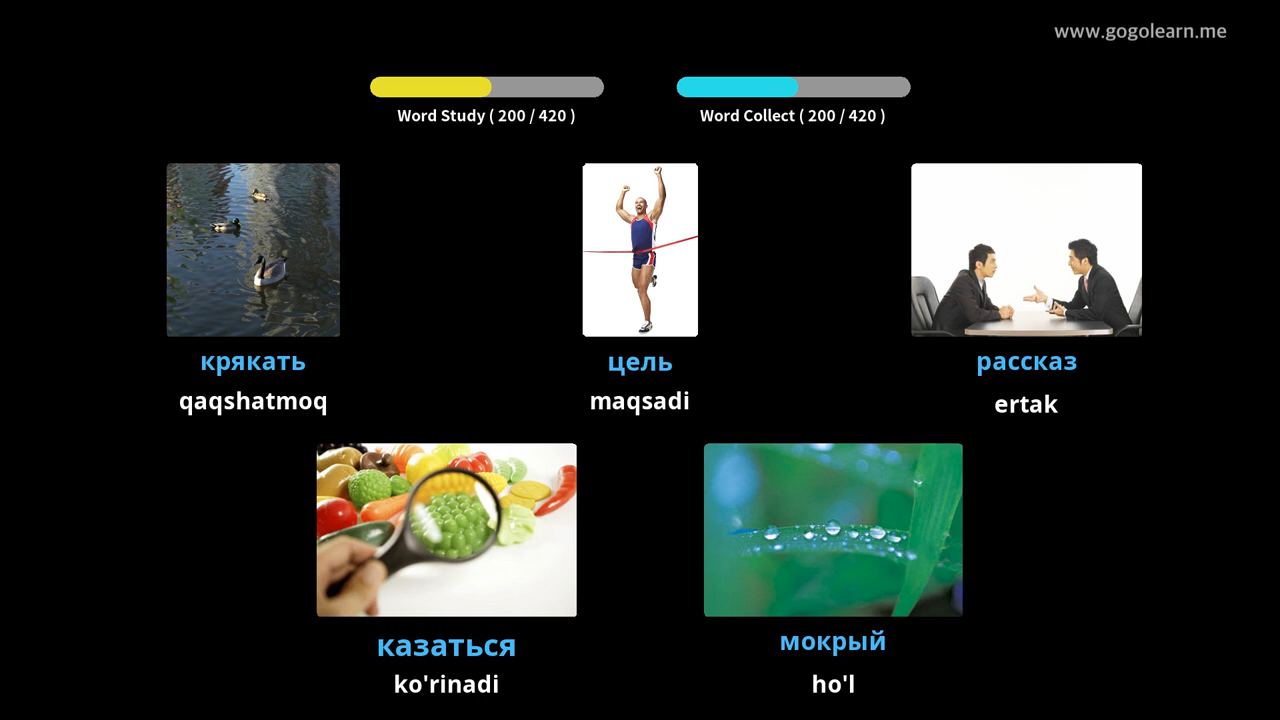 www.gogolearn.me
Word Study ( 200 / 420 )
Word Collect ( 200 / 420 )
крякать
qaqshatmoq
цель
maqsadi
рассказ
ertak
казаться
ko'rinadi
мокрый
ho'l